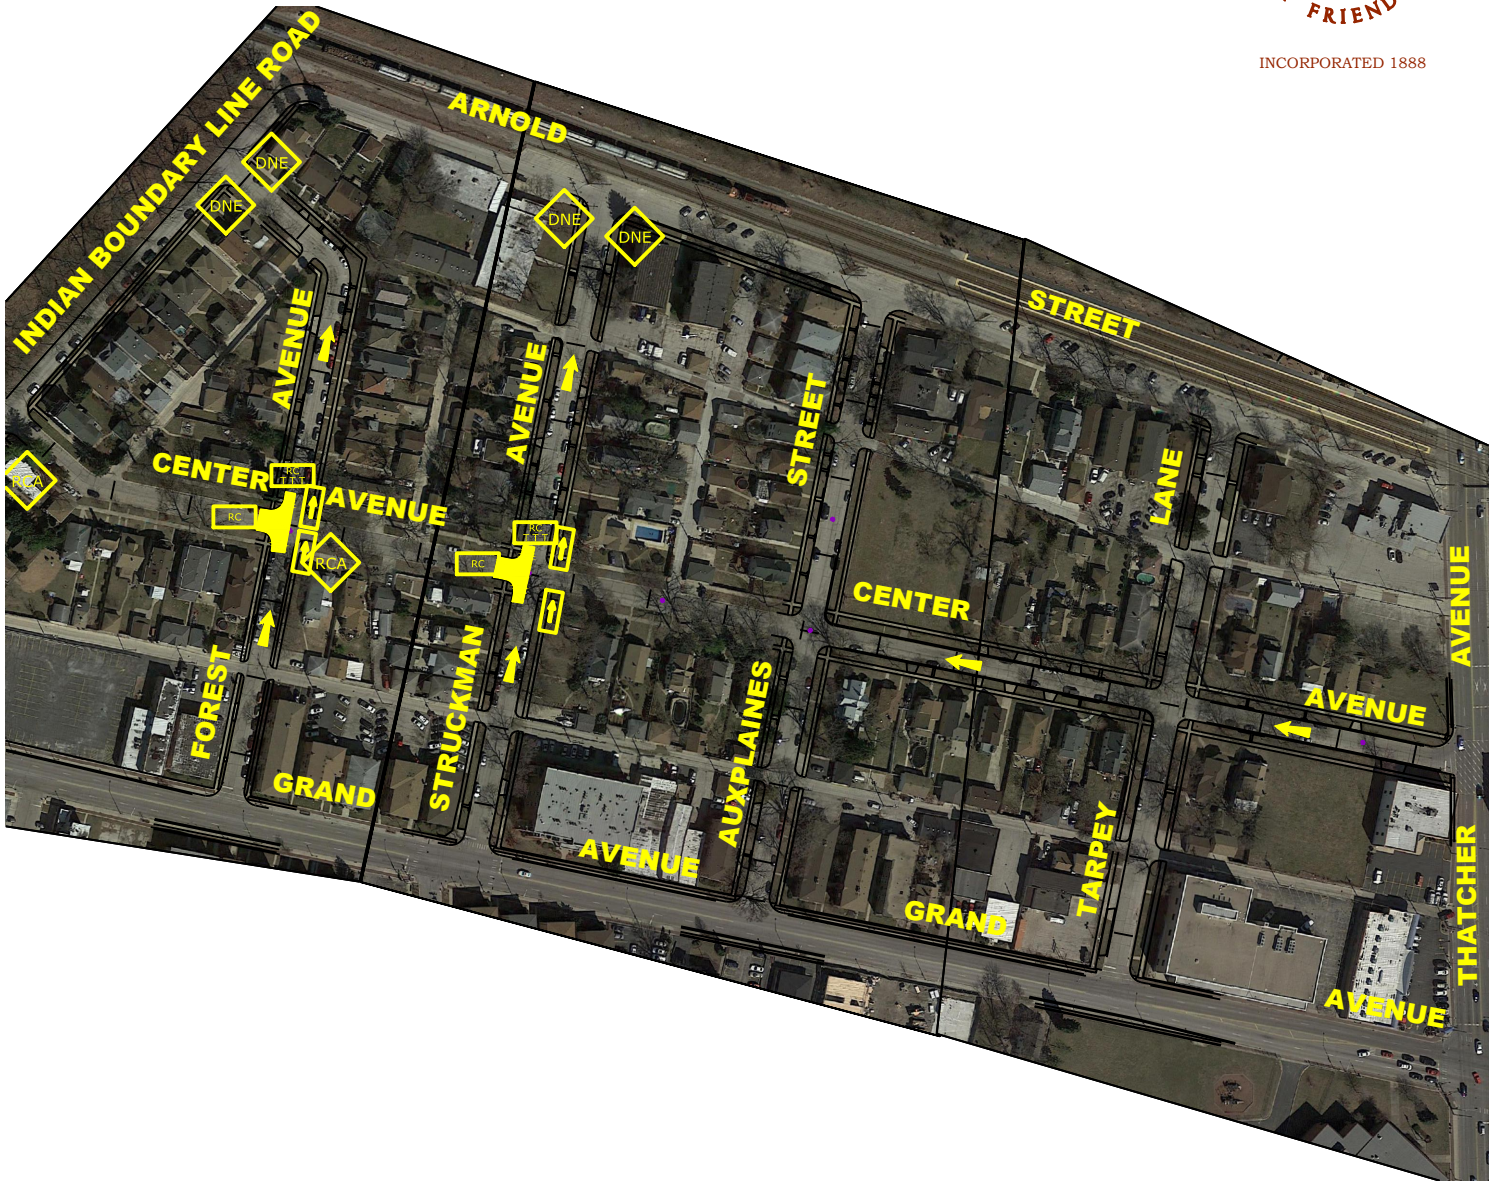 FRIEND
INCORPORATED 1888
INDIAN BOUNDARY LINE ROAD
ARNOLD
STREET
DNE
DNE
DNE
DNE
AVENUE
AVENUE
STREET
LANE
AVENUE
CENTER
AVENUE
RCA
RC
T T T
RC
RCA
RC
T T T
RC
CENTER
AVENUE
FOREST
STRUCKMAN
AUXPLAINES
TARPEY
THATCHER
GRAND
AVENUE
GRAND
AVENUE